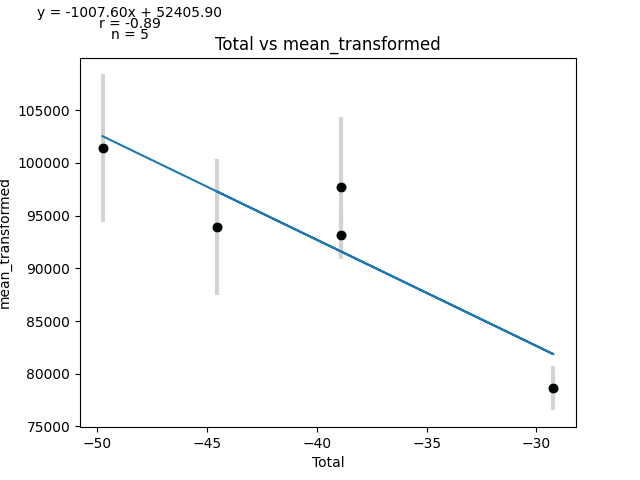 y = -1007.60x + 52405.90
r = -0.89
n = 5
Total vs mean_transformed
105000
100000
95000
90000
85000
80000
75000
mean_transformed
−50
−45
−40
−35
−30
Total